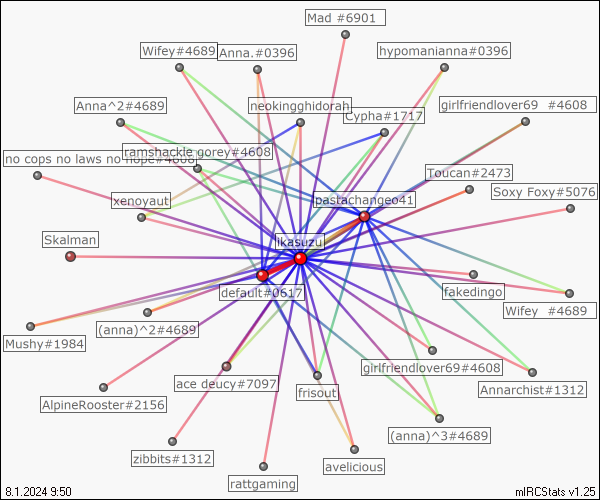 Mad #6901
Wifey#4689
Anna.#0396
hypomanianna#0396
Anna^2#4689
neokingghidorah
girlfriendlover69   #4608
Cypha#1717
ramshackle gorey#4608
no cops no laws no
#4608
Toucan#2473
xenoyaut
pastachangeo41
Soxy Foxy#5076
Skalman
ikasuzu
default#0617
fakedingo
Wifey   #4689
(anna)^2#4689
Mushy#1984
girlfriendlover69#4608
ace deucy#7097
Annarchist#1312
frisout
AlpineRooster#2156
(anna)^3#4689
zibbits#1312
avelicious
rattgaming
8.1.2024 9:50
mIRCStats v1.25